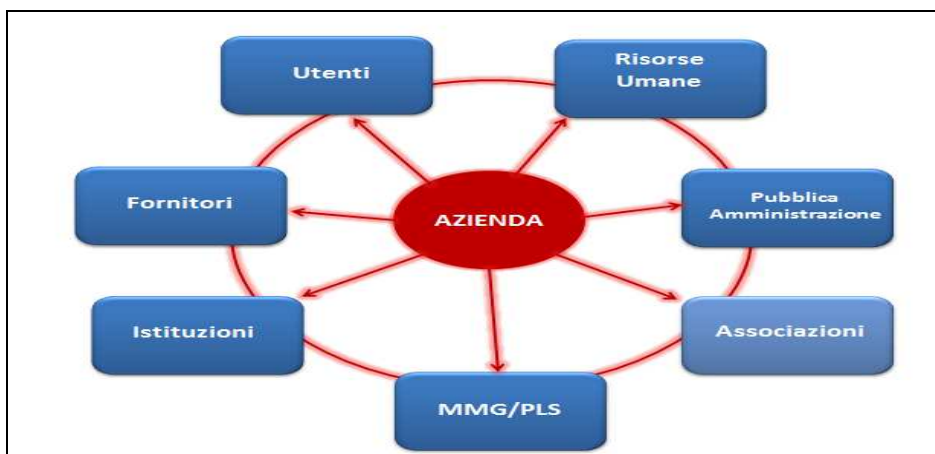 Utenti
Risorse
Umane
Fornitori
AZIENDA
Pubblica
Amministrazione
Istituzioni
Associazioni
MMG/PLS